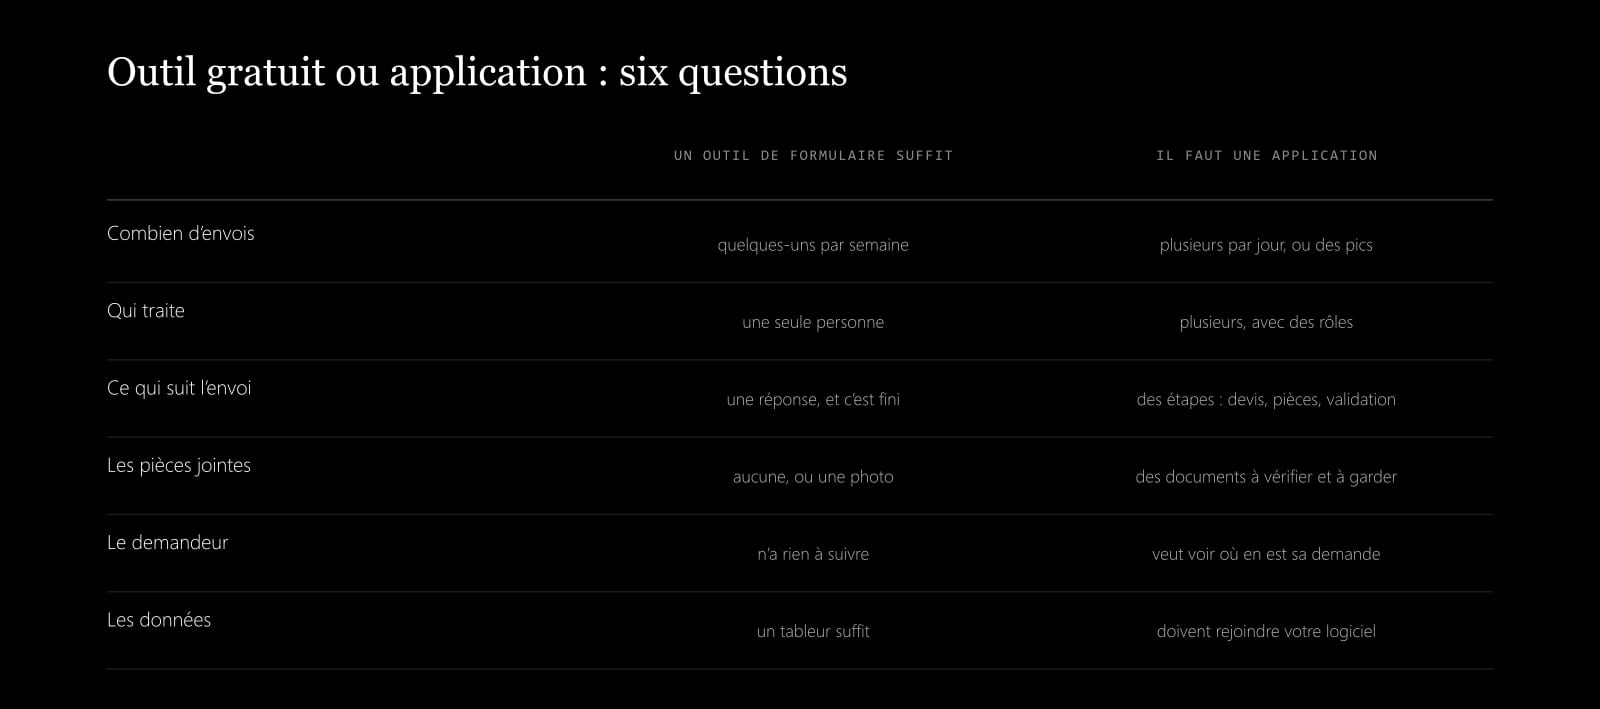 Outil gratuit ou application : six questions
UN OUTIL DE FORMULAIRE SUFFIT IL FAUT UNE APPLICATION
Combien d’envois quelques-uns par semaine plusieurs par jour, ou des pics
Qui traite une seule personne plusieurs, avec des rôles
Ce qui suit l’envoi une réponse, et c’est fini des étapes : devis, pièces, validation
Les pièces jointes aucune, ou une photo des documents à vérifier et à garder
Le demandeur n’a rien à suivre veut voir où en est sa demande
Les données un tableur suffit doivent rejoindre votre logiciel